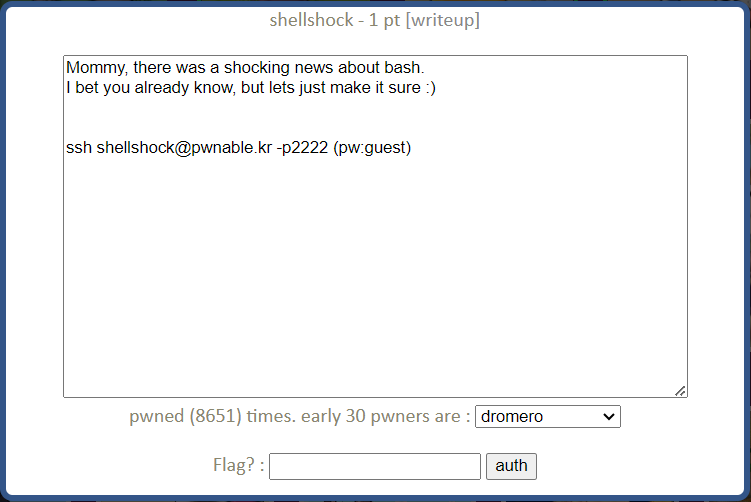 shellshock - 1 pt [writeup]
Mommy, there was a shocking news about bash.
I bet you already know, but lets just make it sure :)
ssh shellshock@pwnable.kr -p2222 (pw:guest)
pwned (8651) times. early 30 pwners are : dromero
Flag? : auth